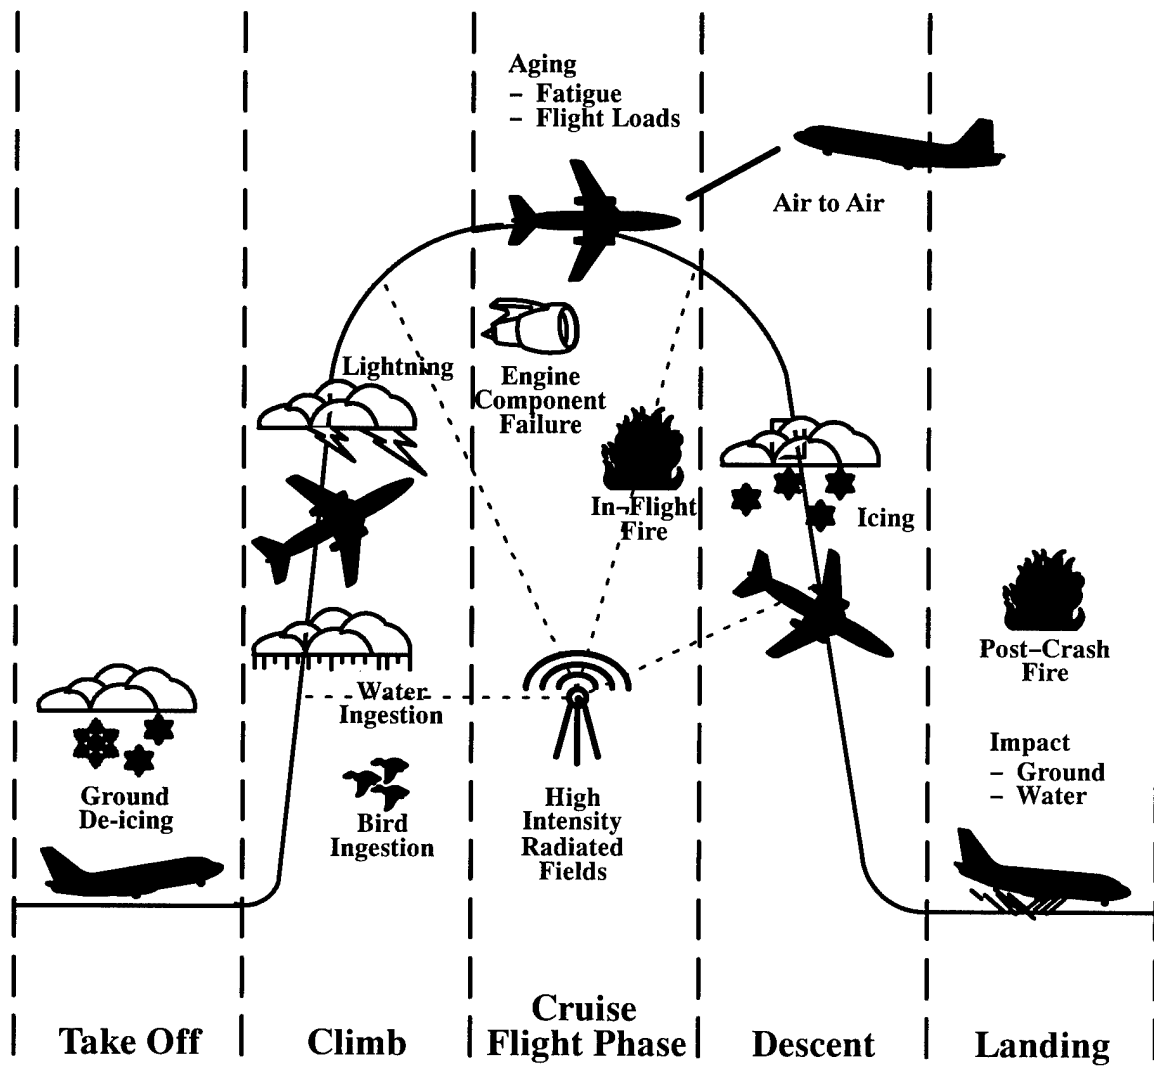 Aging
– Fatigue
– Flight Loads
Air to Air
Lightning
Engine
Component
Failure
In–Flight
Fire
Icing
Post–Crash
Fire
Water
Ingestion
Impact
– Ground
– Water
Ground
De-icing
Bird
Ingestion
High
Intensity
Radiated
Fields
Take Off
Climb
Cruise
Flight Phase
Descent
Landing